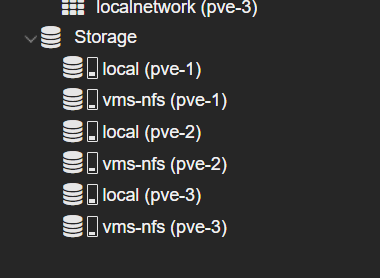 localnetwork (pve-3)
Storage
local (pve-1)
vms-nfs (pve-1)
local (pve-2)
vms-nfs (pve-2)
local (pve-3)
vms-nfs (pve-3)